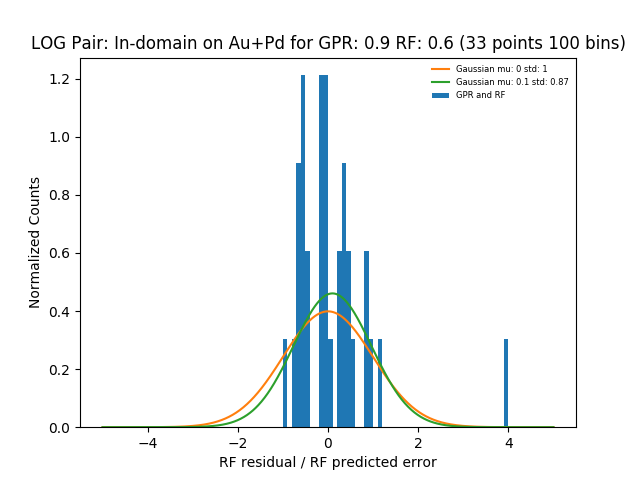 LOG Pair: In-domain on Au+Pd for GPR: 0.9 RF: 0.6 (33 points 100 bins)
Gaussian mu: 0 std: 1
Gaussian mu: 0.1 std: 0.87
GPR and RF
Normalized Counts
1.2
1.0
0.8
0.6
0.4
0.2
0.0
−4 −2 0 2 4
RF residual / RF predicted error